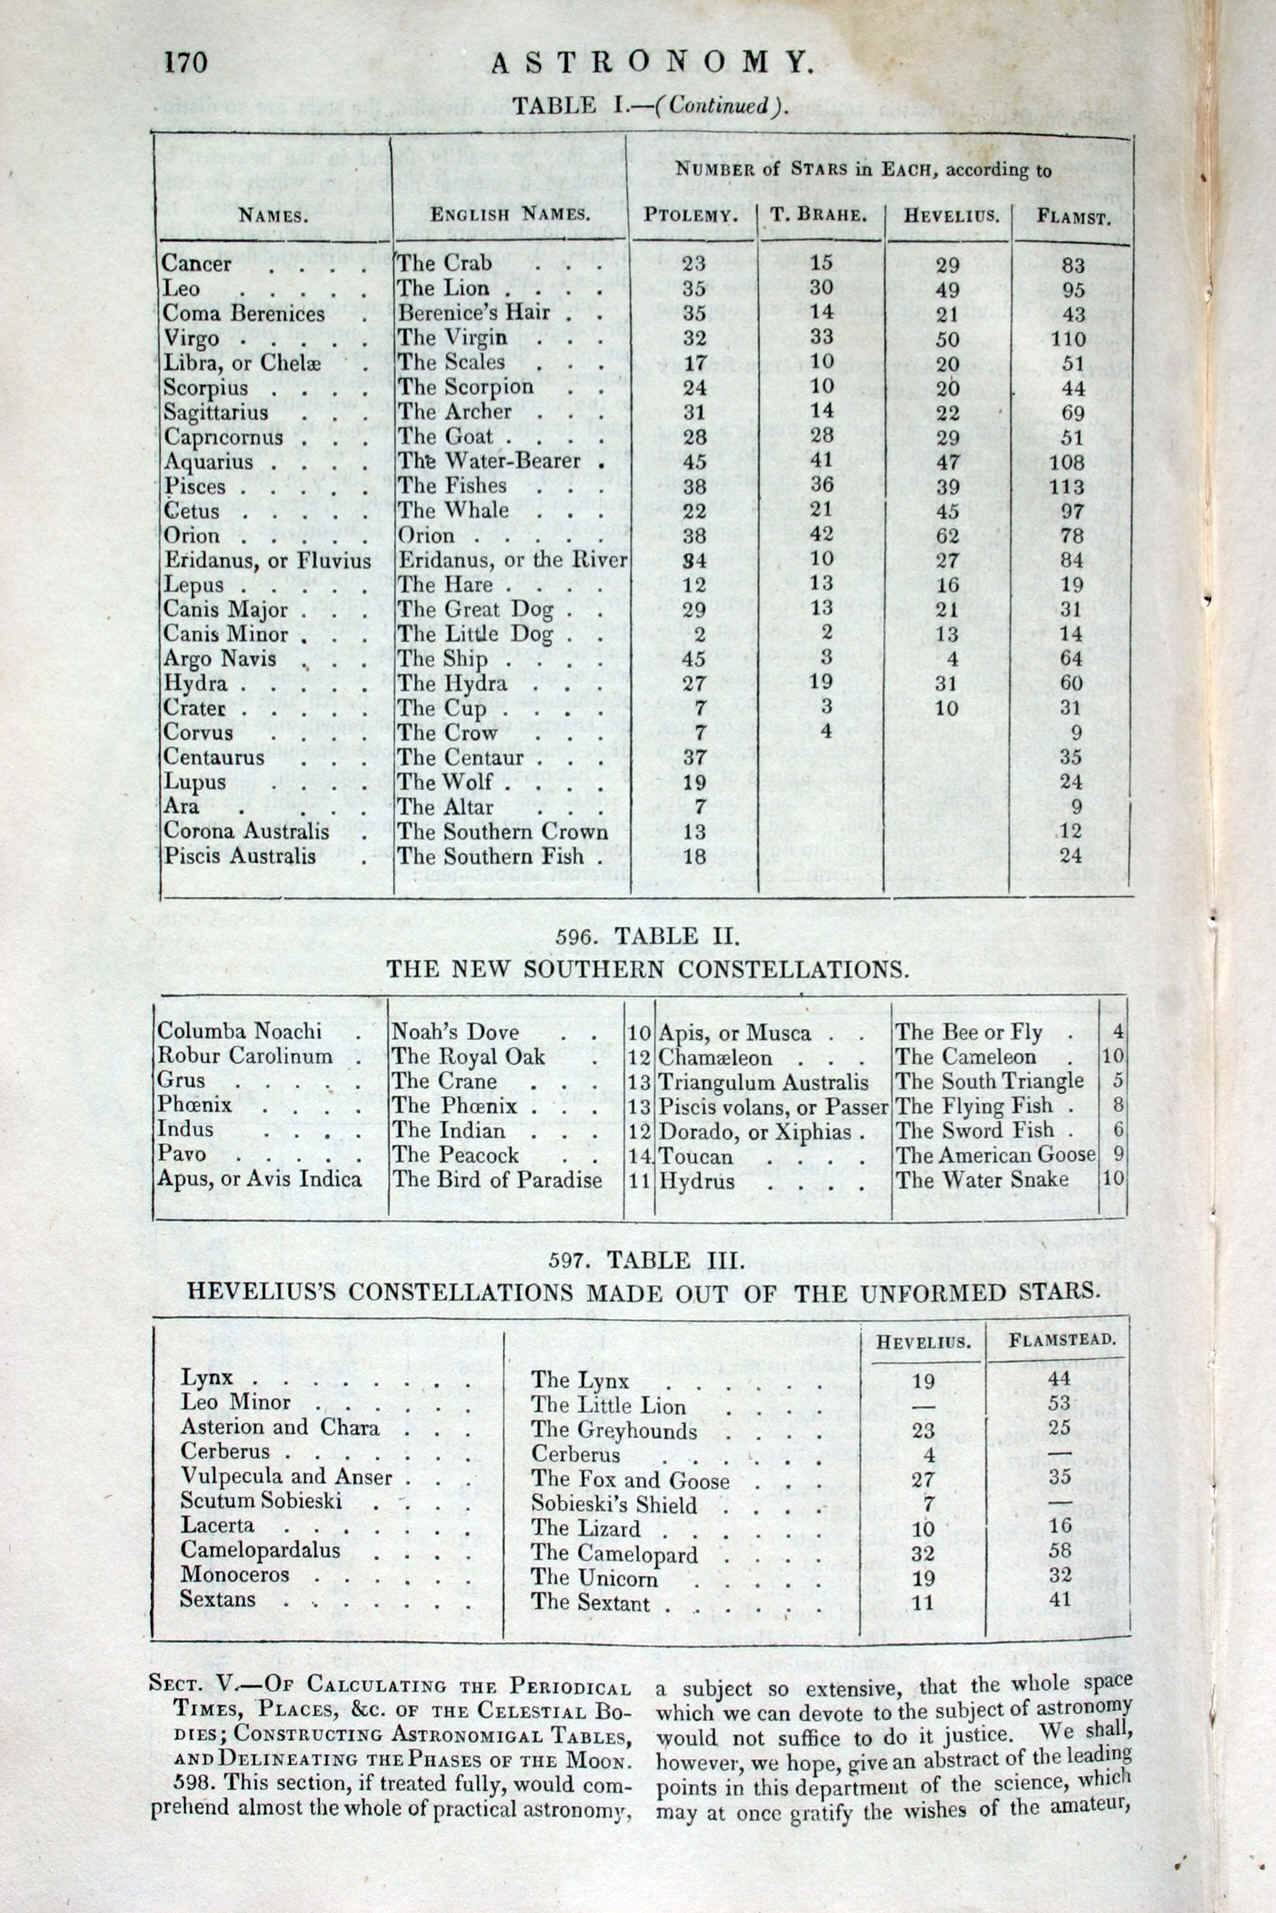 170 ASTRONOMY.
TABLE I.—(Continued).
NUMBER of STARS in EACH, according to
NAMES. ENGLISH NAMES. PTOLEMY. T. BRAHE. HEVELIUS. FLAMST.
Cancer . . . . The Crab . . . 23 15 29 83
Leo . . . . . The Lion . . . . 35 30 49 95
Coma Berenices . Berenice's Hair . . 35 14 21 43
Virgo . . . . . The Virgin . . . 32 33 50 110
Libra, or Chelæ . The Scales . . . 17 10 20 51
Scorpius . . . . The Scorpion . . 24 10 20 44
Sagittarius . . . The Archer . . . 31 14 22 69
Capricornus . . . The Goat . . . . 28 28 29 51
Aquarius . . . . The Water-Bearer . 45 41 47 108
Pisces . . . . . The Fishes . . . 38 36 39 113
Cetus . . . . . The Whale . . . 22 21 45 97
Orion . . . . . Orion . . . . . 38 42 62 78
Eridanus, or Fluvius Eridanus, or the River 34 10 27 84
Lepus . . . . . The Hare . . . . 12 13 16 19
Canis Major . . . The Great Dog . . 29 13 21 31
Canis Minor . . . The Little Dog . . 2 2 13 14
Argo Navis . . . The Ship . . . . 45 3 4 64
Hydra . . . . . The Hydra . . . 27 19 31 60
Crater . . . . . The Cup . . . . 7 3 10 31
Corvus . . . . The Crow . . . 7 4 9
Centaurus . . . The Centaur . . . 37 35
Lupus . . . . The Wolf . . . . 19 24
Ara . . . . The Altar . . . 7 9
Corona Australis . The Southern Crown 13 12
Piscis Australis . The Southern Fish . 18 24
596. TABLE II.
THE NEW SOUTHERN CONSTELLATIONS.
Columba Noachi . Noah's Dove . . 10 Apis, or Musca . . The Bee or Fly . 4
Robur Carolinum . The Royal Oak . 12 Chamæleon . . . The Cameleon . 10
Grus . . . . . The Crane . . . 13 Triangulum Australis The South Triangle 5
Phœnix . . . . The Phœnix . . . 13 Piscis volans, or Passer The Flying Fish . 8
Indus . . . . The Indian . . . 12 Dorado, or Xiphias . The Sword Fish . 6
Pavo . . . . . The Peacock . . 14 Toucan . . . . The American Goose 9
Apus, or Avis Indica The Bird of Paradise 11 Hydrus . . . . The Water Snake 10
597. TABLE III.
HEVELIUS'S CONSTELLATIONS MADE OUT OF THE UNFORMED STARS.
HEVELIUS. FLAMSTEAD.
Lynx . . . . . . . . The Lynx . . . . . . 19 44
Leo Minor . . . . . . The Little Lion . . . . — 53
Asterion and Chara . . . The Greyhounds . . . . 23 25
Cerberus . . . . . . . Cerberus . . . . . . 4 —
Vulpecula and Anser . . . The Fox and Goose . . . 27 35
Scutum Sobieski . . . . Sobieski's Shield . . . . 7 —
Lacerta . . . . . . . The Lizard . . . . . . 10 16
Camelopardalus . . . . The Camelopard . . . . 32 58
Monoceros . . . . . . The Unicorn . . . . . 19 32
Sextans . . . . . . . The Sextant . . . . . . 11 41
SECT. V.—OF CALCULATING THE PERIODICAL
TIMES, PLACES, &c. OF THE CELESTIAL BO-
DIES; CONSTRUCTING ASTRONOMIGAL TABLES,
AND DELINEATING THE PHASES OF THE MOON.
598. This section, if treated fully, would com-
prehend almost the whole of practical astronomy,
a subject so extensive, that the whole space
which we can devote to the subject of astronomy
would not suffice to do it justice. We shall,
however, we hope, give an abstract of the leading
points in this department of the science, which
may at once gratify the wishes of the amateur,